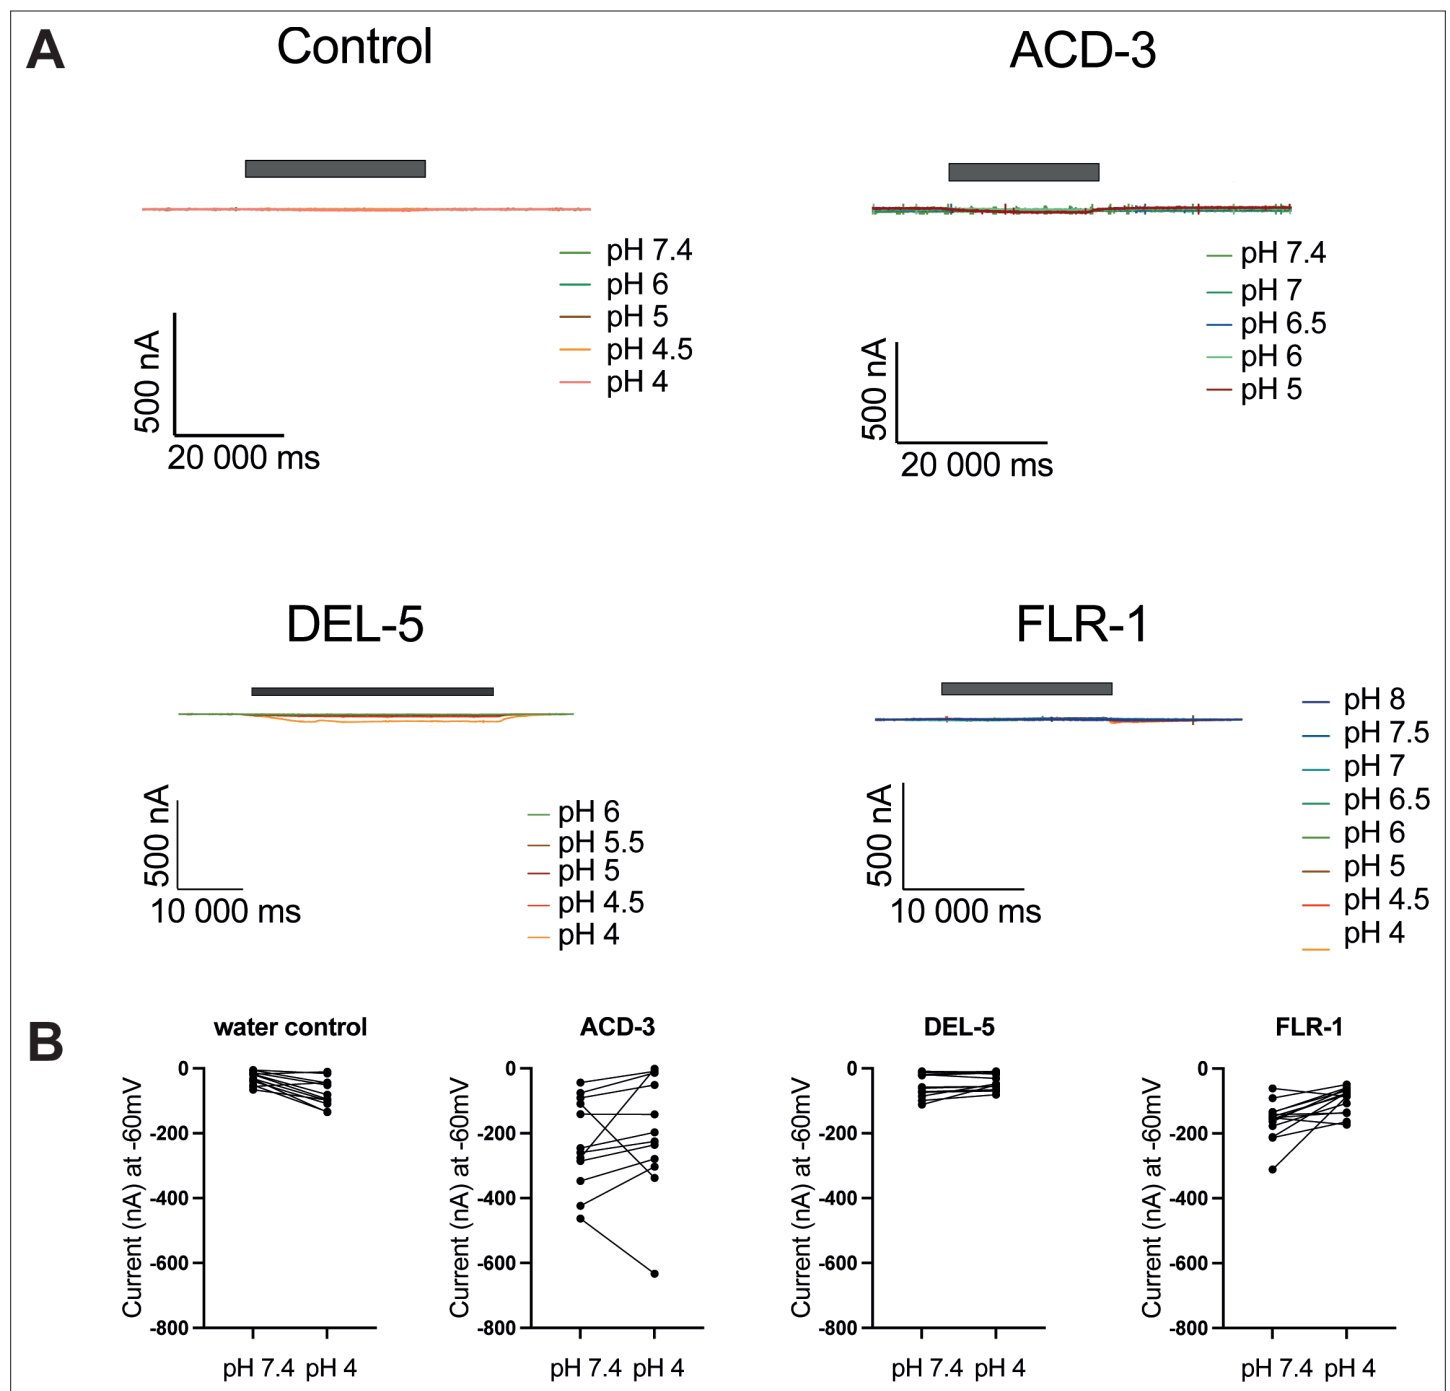 A
Control
ACD-3
pH 7.4
pH 6
pH 5
pH 4.5
pH 4
500 nA
20 000 ms
pH 7.4
pH 7
pH 6.5
pH 6
pH 5
500 nA
20 000 ms
DEL-5
FLR-1
pH 6
pH 5.5
pH 5
pH 4.5
pH 4
500 nA
10 000 ms
pH 8
pH 7.5
pH 7
pH 6.5
pH 6
pH 5
pH 4.5
pH 4
500 nA
10 000 ms
B
water control
0
-200
-400
-600
-800
Current (nA) at -60mV
pH 7.4 pH 4
ACD-3
0
-200
-400
-600
-800
Current (nA) at -60mV
pH 7.4 pH 4
DEL-5
0
-200
-400
-600
-800
Current (nA) at -60mV
pH 7.4 pH 4
FLR-1
0
-200
-400
-600
-800
Current (nA) at -60mV
pH 7.4 pH 4